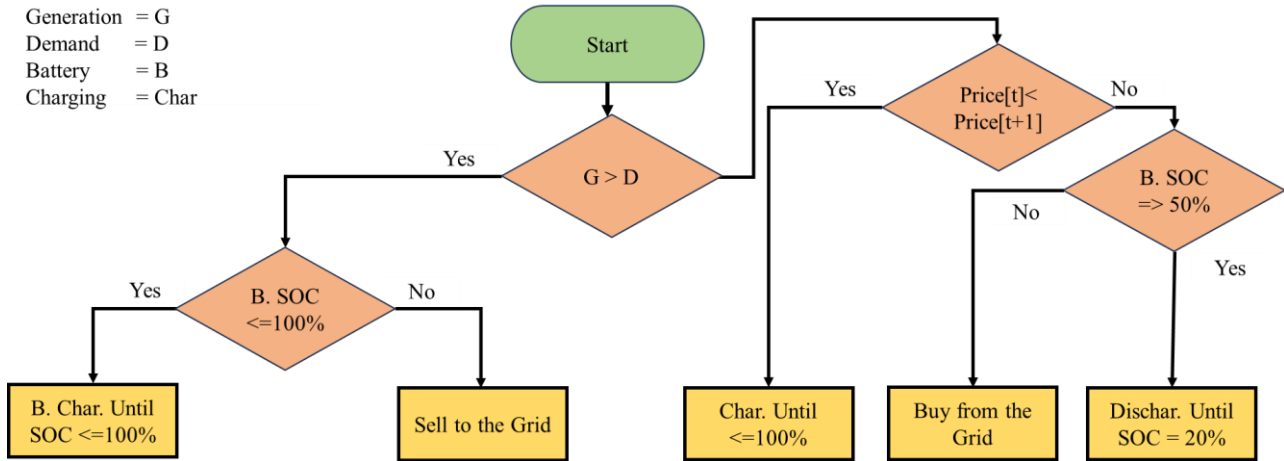 Generation = G
Demand = D
Battery = B
Charging = Char
Start
Yes
G > D
Yes
Price[t]<
Price[t+1]
No
B. SOC
=> 50%
No
Yes
Yes
B. SOC
<=100%
No
B. Char. Until
SOC <=100%
Sell to the Grid
Char. Until
<=100%
Buy from the
Grid
Dischar. Until
SOC = 20%